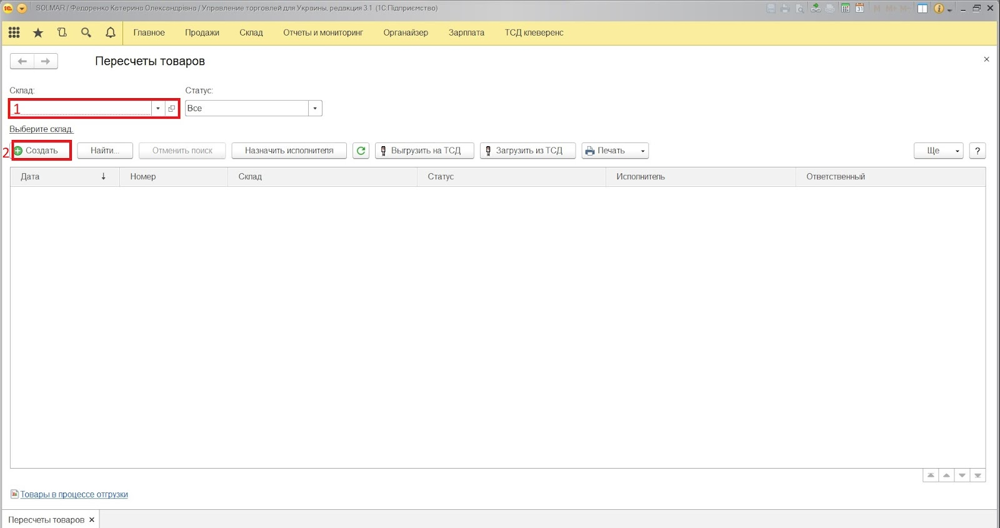 SOLMAR / Федоренко Катерина Олександрівна / Управление торговлей для Украины, редакция 3.1 (1С:Підприємство)
M M+ M-
Главное Продажи Склад Отчеты и мониторинг Органайзер Зарплата ТСД клеверенс
Пересчеты товаров
Склад: Статус:
1 Все
Выберите склад.
2 Создать Найти... Отменить поиск Назначить исполнителя Выгрузить на ТСД Загрузить из ТСД Печать Ще ?
Дата Номер Склад Статус Исполнитель Ответственный
Товары в процессе отгрузки
Пересчеты товаров